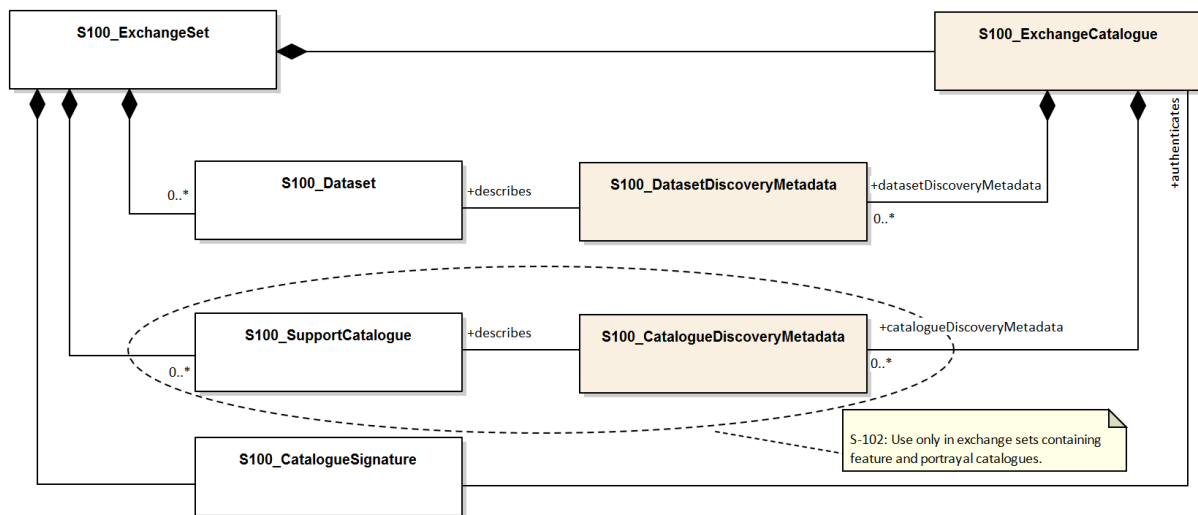 S100_ExchangeSet
S100_ExchangeCatalogue
+authenticates
S100_Dataset
0..*
+describes
S100_DatasetDiscoveryMetadata
+datasetDiscoveryMetadata
0..*
S100_SupportCatalogue
0..*
+describes
S100_CatalogueDiscoveryMetadata
+catalogueDiscoveryMetadata
0..*
S-102: Use only in exchange sets containing
feature and portrayal catalogues.
S100_CatalogueSignature